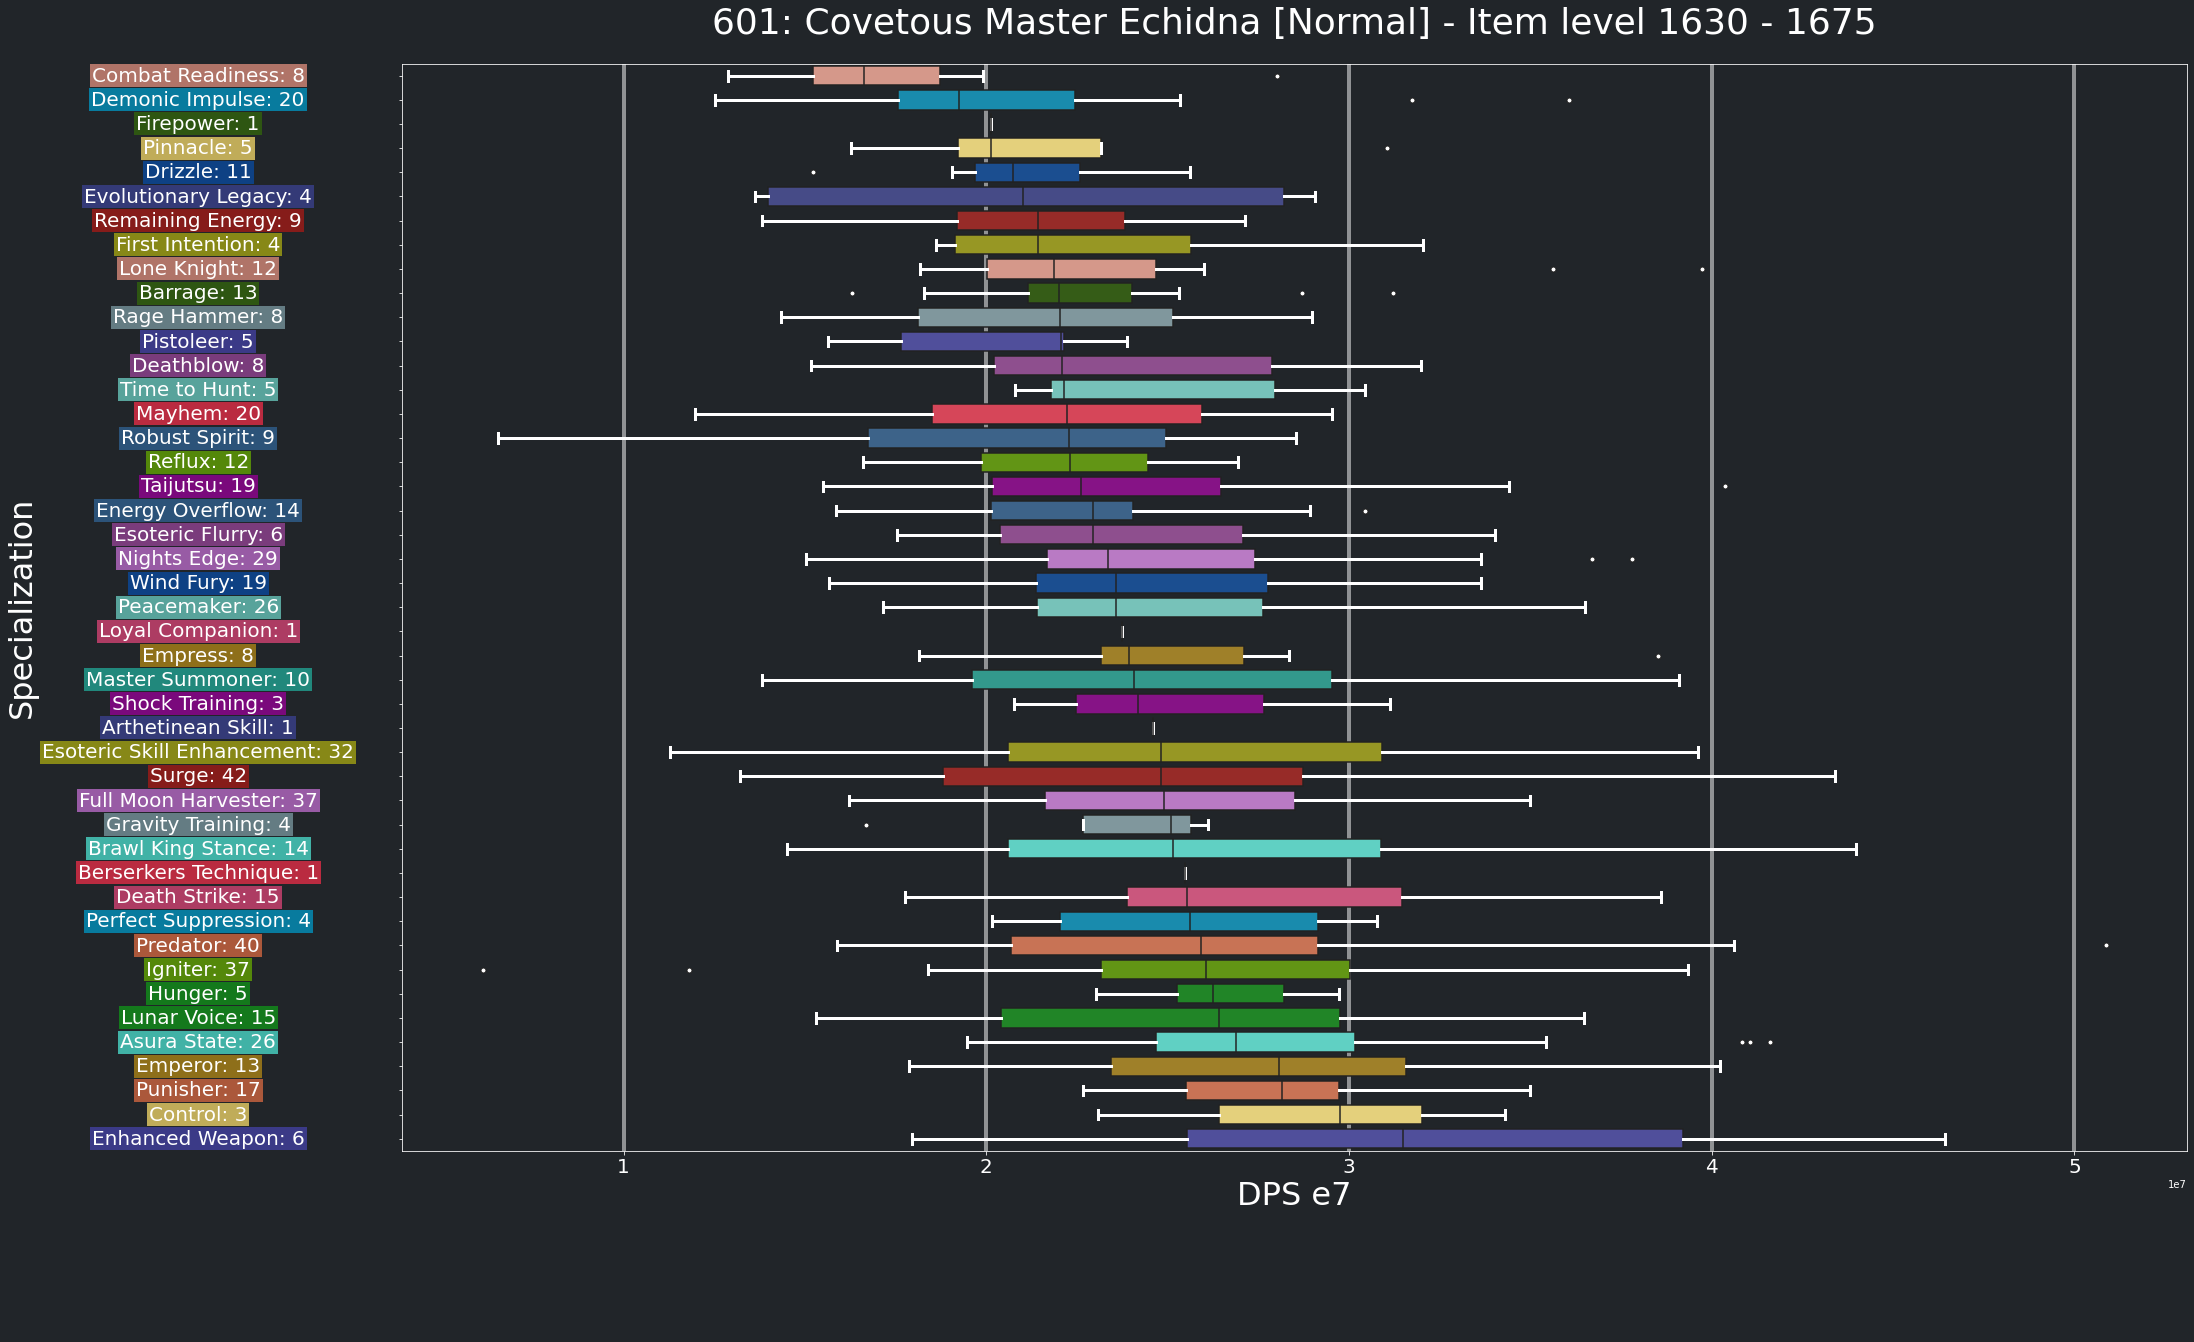 601: Covetous Master Echidna [Normal] - Item level 1630 - 1675
Combat Readiness: 8
Demonic Impulse: 20
Firepower: 1
Pinnacle: 5
Drizzle: 11
Evolutionary Legacy: 4
Remaining Energy: 9
First Intention: 4
Lone Knight: 12
Barrage: 13
Rage Hammer: 8
Pistoleer: 5
Deathblow: 8
Time to Hunt: 5
Mayhem: 20
Robust Spirit: 9
Reflux: 12
Taijutsu: 19
Energy Overflow: 14
Esoteric Flurry: 6
Nights Edge: 29
Wind Fury: 19
Peacemaker: 26
Loyal Companion: 1
Empress: 8
Master Summoner: 10
Shock Training: 3
Arthetinean Skill: 1
Esoteric Skill Enhancement: 32
Surge: 42
Full Moon Harvester: 37
Gravity Training: 4
Brawl King Stance: 14
Berserkers Technique: 1
Death Strike: 15
Perfect Suppression: 4
Predator: 40
Igniter: 37
Hunger: 5
Lunar Voice: 15
Asura State: 26
Emperor: 13
Punisher: 17
Control: 3
Enhanced Weapon: 6
Specialization
1 2 3 4 5
1e7
DPS e7